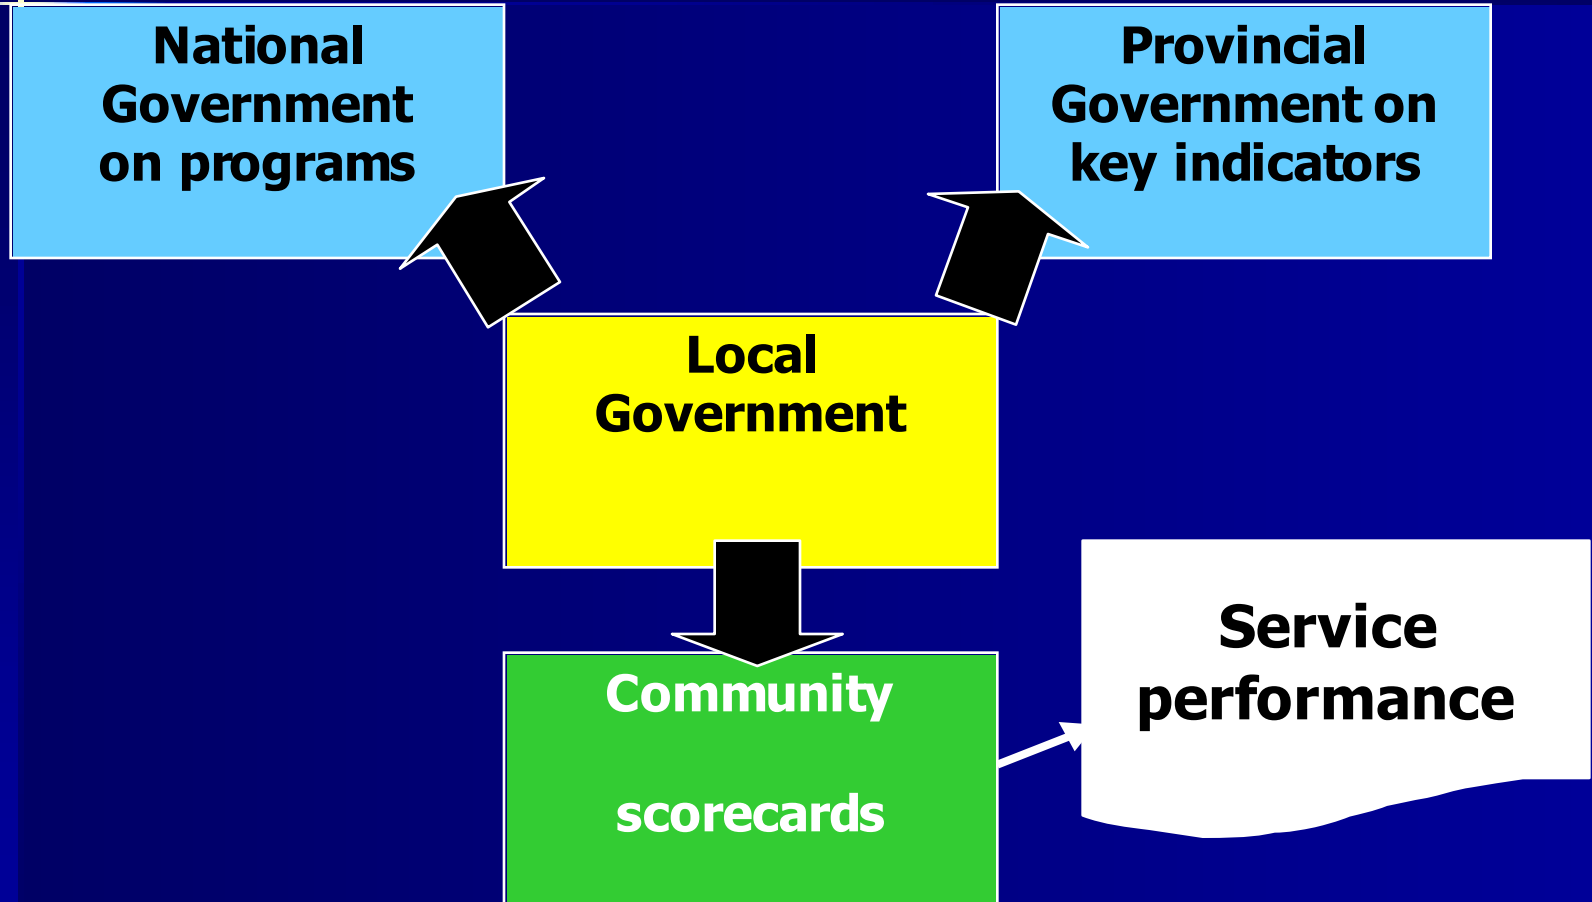 National
Government
on programs
Provincial
Government on
key indicators
Local
Government
Community
scorecards
Service
performance